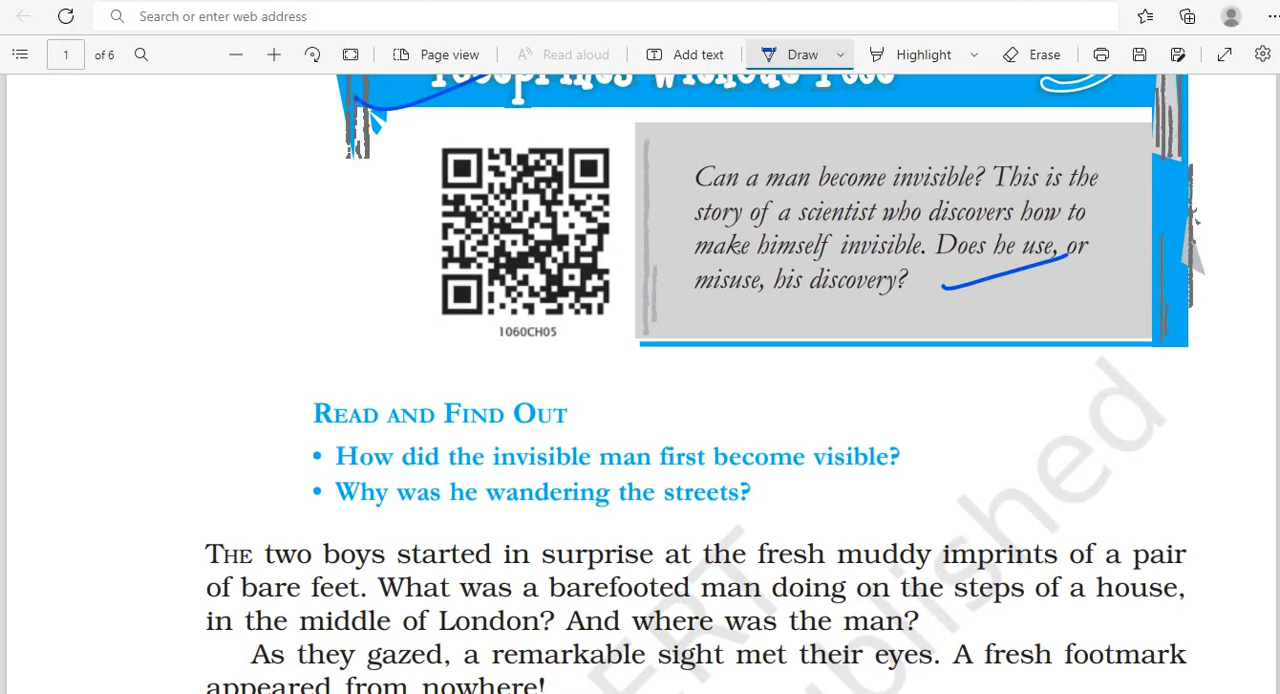 Search or enter web address
1 of 6 Page view Read aloud Add text Draw Highlight Erase
Footprints without Feet
Can a man become invisible? This is the
story of a scientist who discovers how to
make himself invisible. Does he use, or
misuse, his discovery?
1060CH05
READ AND FIND OUT
• How did the invisible man first become visible?
• Why was he wandering the streets?
THE two boys started in surprise at the fresh muddy imprints of a pair
of bare feet. What was a barefooted man doing on the steps of a house,
in the middle of London? And where was the man?
As they gazed, a remarkable sight met their eyes. A fresh footmark
appeared from nowhere!